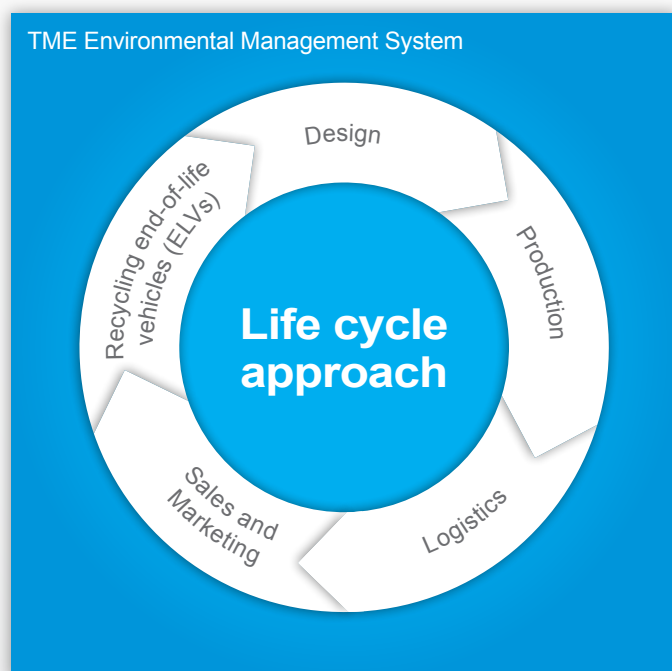 TME Environmental Management System
Design
Production
Logistics
Sales and
Marketing
Recycling end-of-life
vehicles (ELVs)
Life cycle
approach